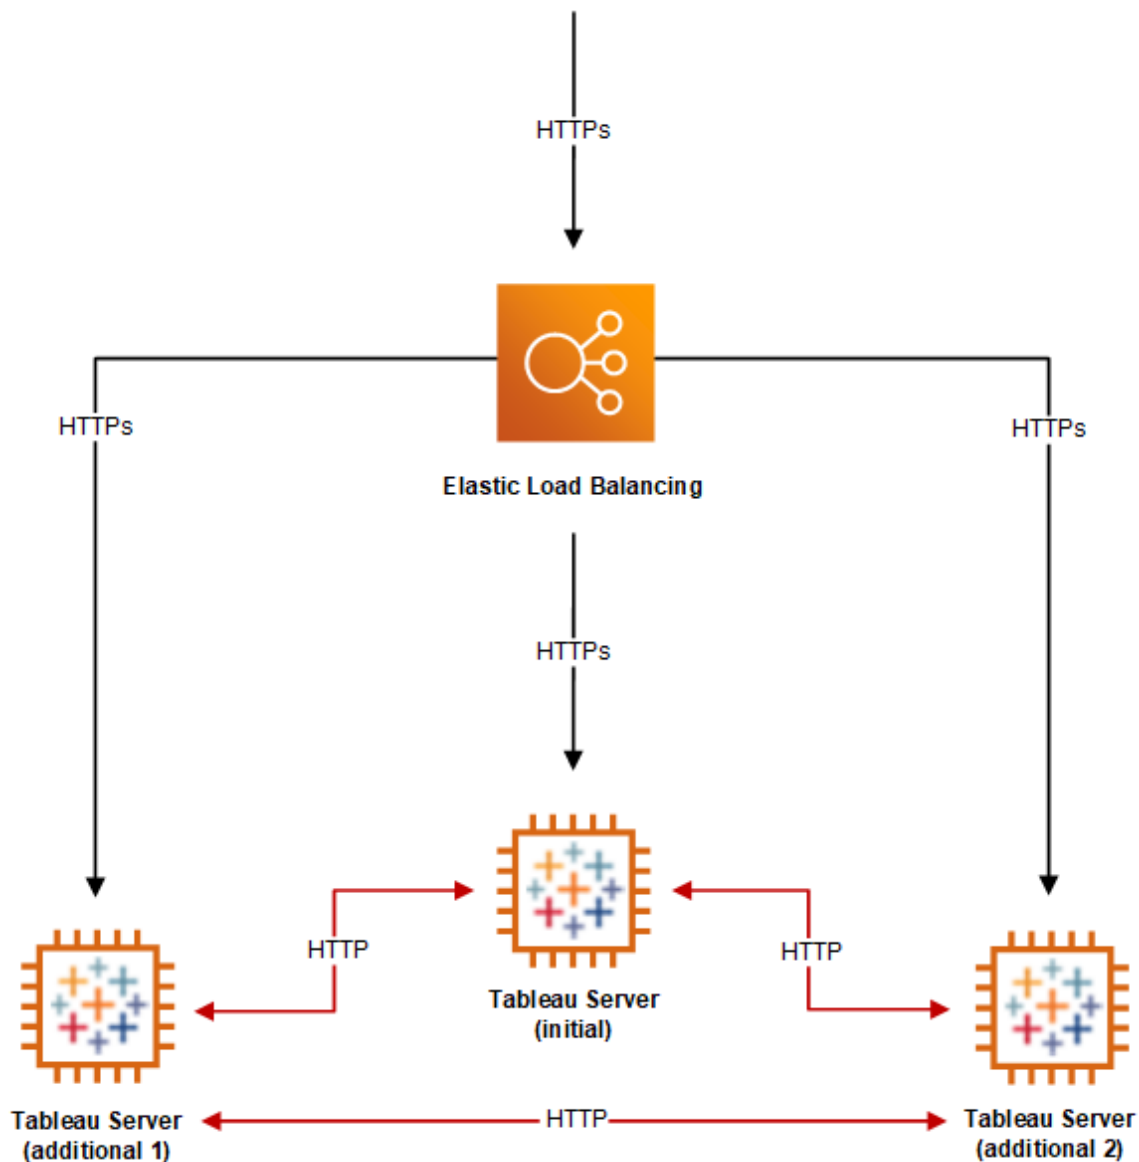 HTTPs
HTTPs
HTTPs
Elastic Load Balancing
HTTPs
HTTP
HTTP
Tableau Server
(initial)
Tableau Server
(additional 1)
HTTP
Tableau Server
(additional 2)